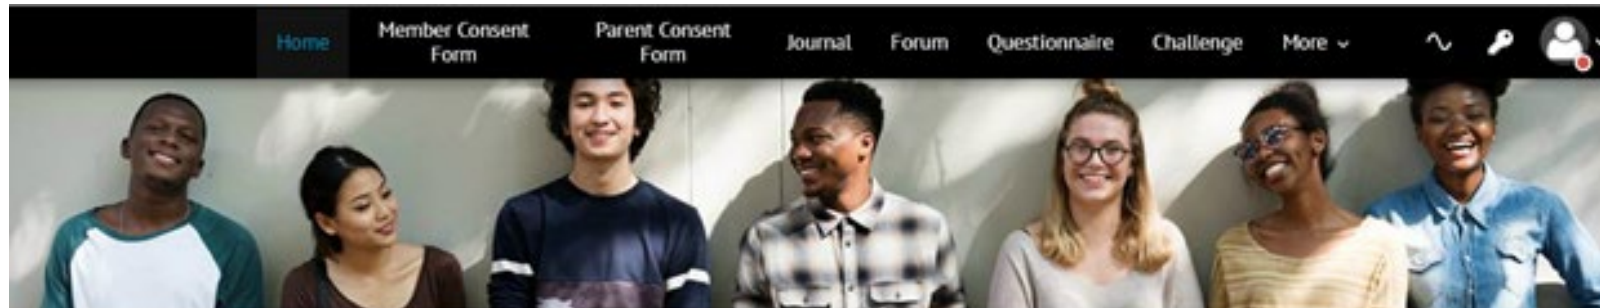 Home
Member Consent
Form
Parent Consent
Form
Journal
Forum
Questionnaire
Challenge
More